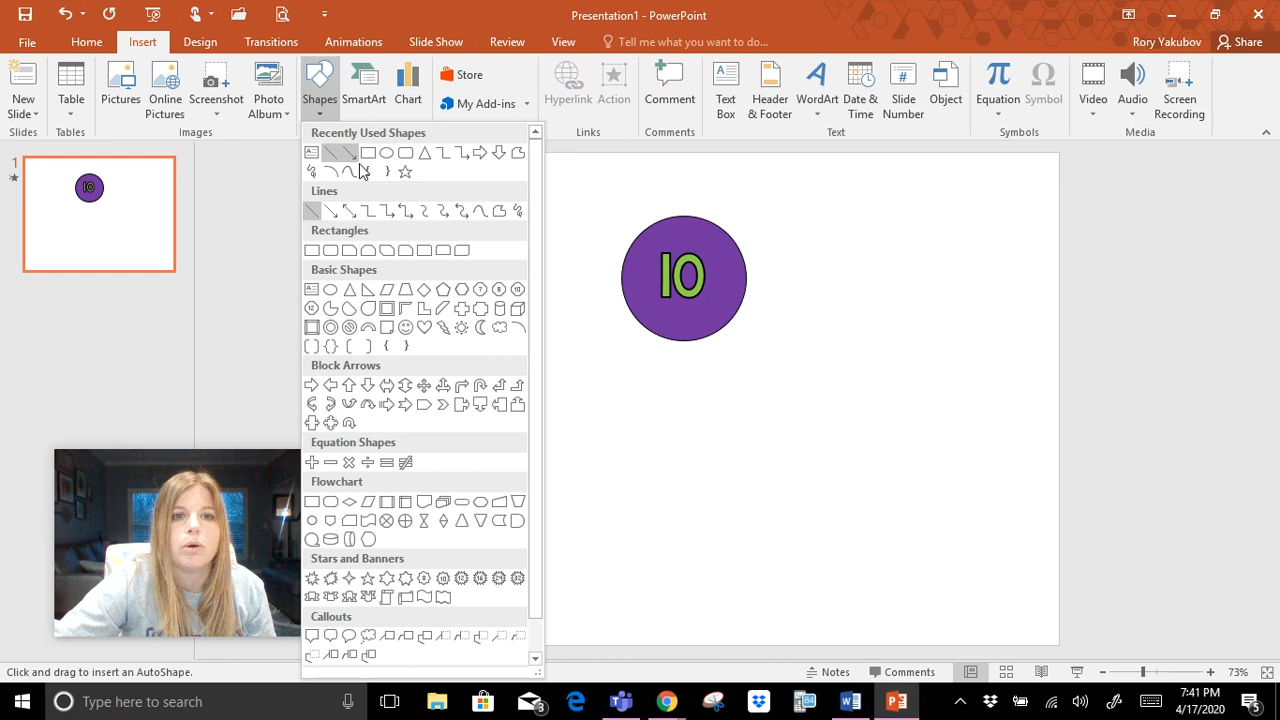 Presentation1 - PowerPoint
File
Home
Insert
Design
Transitions
Animations
Slide Show
Review
View
Tell me what you want to do...
Rory Yakubov
Share
New Slide
Table
Pictures
Online Pictures
Screenshot
Photo Album
Shapes
SmartArt
Chart
Store
My Add-ins
Hyperlink
Action
Comment
Text Box
Header & Footer
WordArt
Date & Time
Slide Number
Object
Equation
Symbol
Video
Audio
Screen Recording
Slides
Tables
Images
Links
Comments
Text
Symbols
Media
Recently Used Shapes
Lines
Rectangles
Basic Shapes
Block Arrows
Equation Shapes
Flowchart
Stars and Banners
Callouts
1
10
10
Click and drag to insert an AutoShape.
Notes
Comments
73%
Type here to search
7:41 PM
4/17/2020